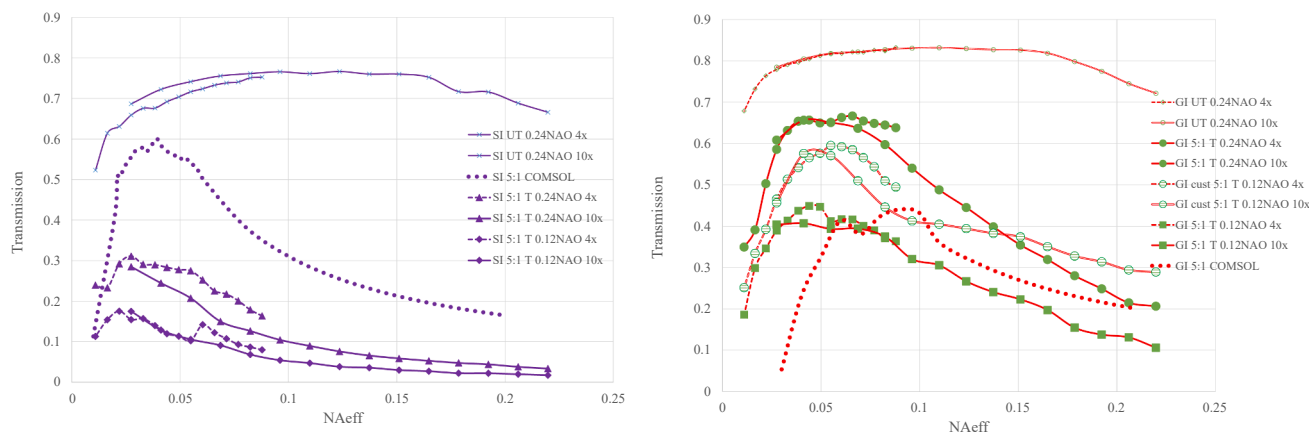 0.9
0.8
0.7
0.6
0.5
0.4
0.3
0.2
0.1
0
Transmission
0
0.05
0.1
0.15
0.2
0.25
NAeff
SI UT 0.24NAO 4x
SI UT 0.24NAO 10x
SI 5:1 COMSOL
SI 5:1 T 0.24NAO 4x
SI 5:1 T 0.24NAO 10x
SI 5:1 T 0.12NAO 4x
SI 5:1 T 0.12NAO 10x
0.9
0.8
0.7
0.6
0.5
0.4
0.3
0.2
0.1
0
Transmission
0
0.05
0.1
0.15
0.2
0.25
NAeff
GI UT 0.24NAO 4x
GI UT 0.24NAO 10x
GI 5:1 T 0.24NAO 4x
GI 5:1 T 0.24NAO 10x
GI cust 5:1 T 0.12NAO 4x
GI cust 5:1 T 0.12NAO 10x
GI 5:1 T 0.12NAO 4x
GI 5:1 T 0.12NAO 10x
GI 5:1 COMSOL